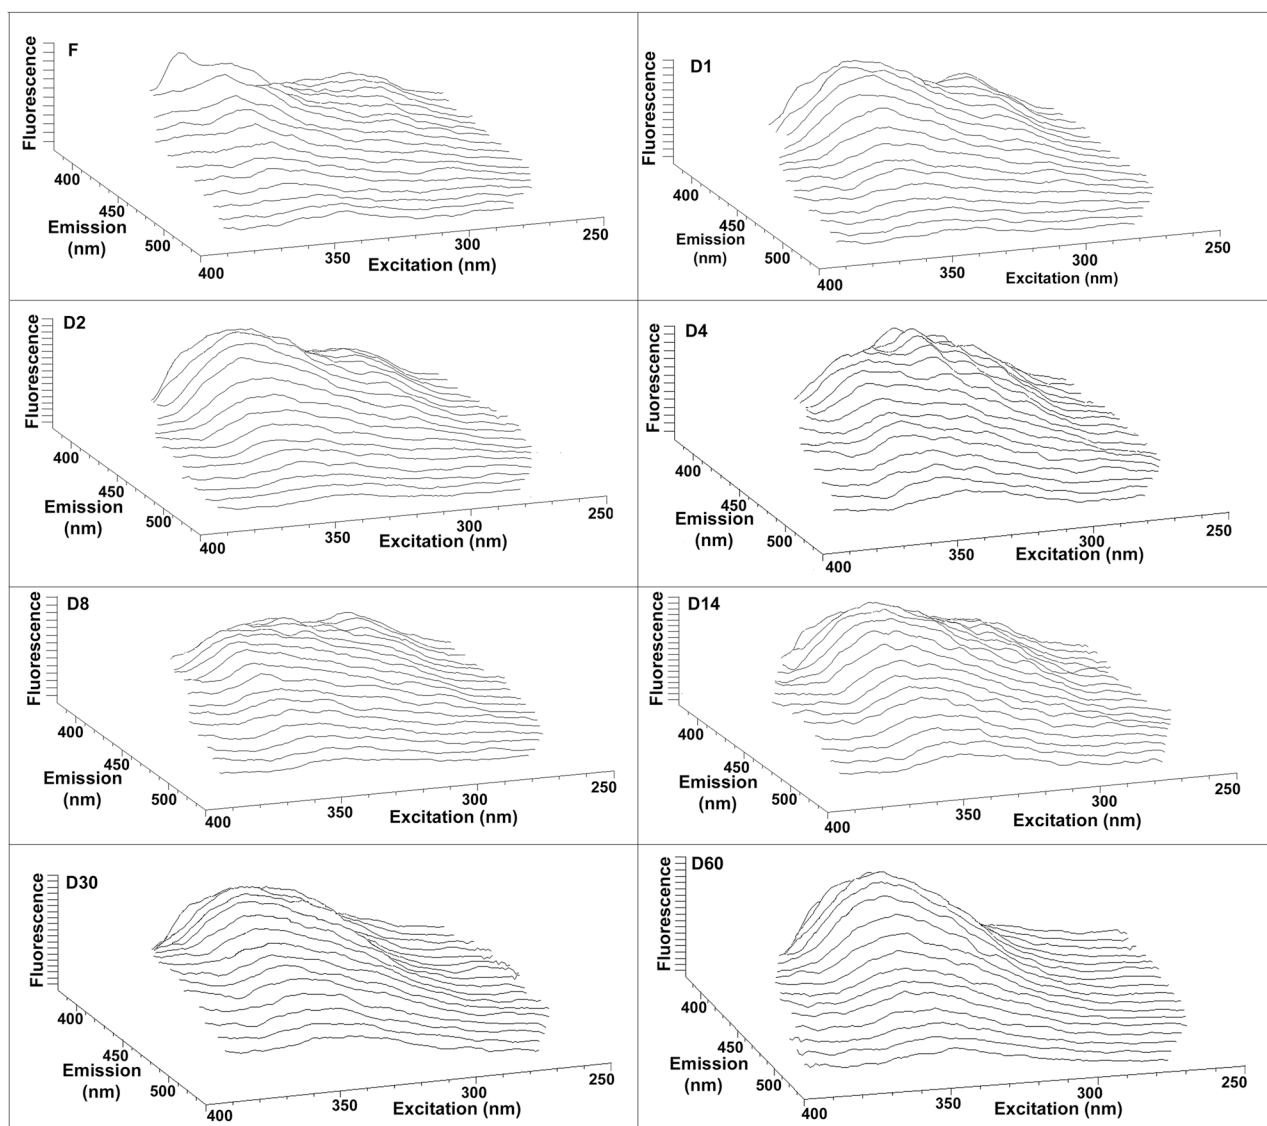 F
Fluorescence
400
450
500
Emission
(nm)
400
350
300
250
Excitation (nm)
D1
Fluorescence
400
450
500
Emission
(nm)
400
350
300
250
Excitation (nm)
D2
Fluorescence
400
450
500
Emission
(nm)
400
350
300
250
Excitation (nm)
D4
Fluorescence
400
450
500
Emission
(nm)
400
350
300
250
Excitation (nm)
D8
Fluorescence
400
450
500
Emission
(nm)
400
350
300
250
Excitation (nm)
D14
Fluorescence
400
450
500
Emission
(nm)
400
350
300
250
Excitation (nm)
D30
Fluorescence
400
450
500
Emission
(nm)
400
350
300
250
Excitation (nm)
D60
Fluorescence
400
450
500
Emission
(nm)
400
350
300
250
Excitation (nm)